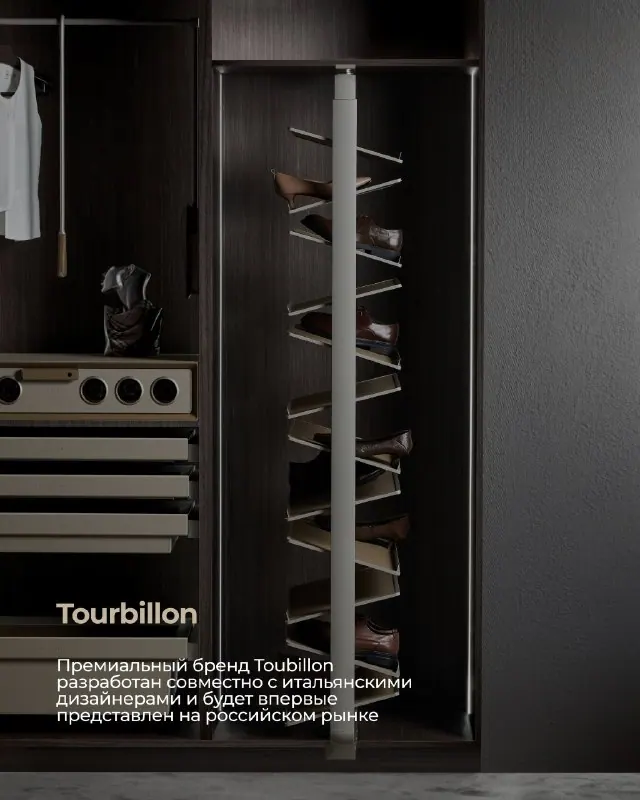 Tourbillon
Премиальный бренд Toubillon
разработан совместно с итальянскими
дизайнерами и будет впервые
представлен на российском рынке